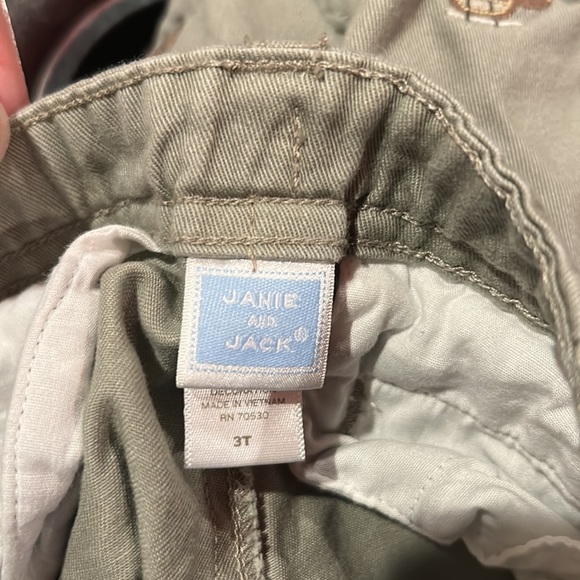 JANIE
AND
JACK®
MADE IN VIETNAM
RN 70530
3T